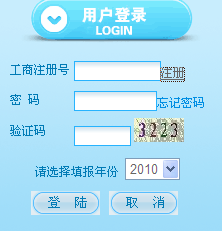 用户登录
LOGIN
工商注册号 注册
密 码 忘记密码
验证码 3223
请选择填报年份 2010
登 陆 取 消